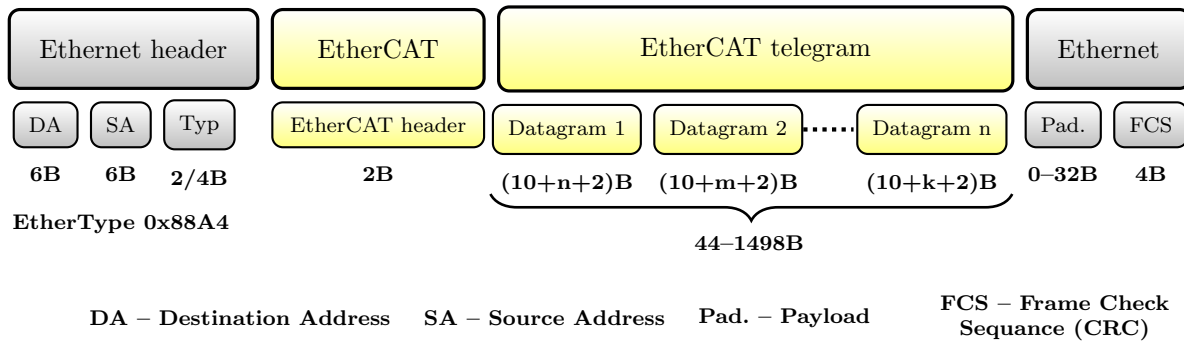 Ethernet header EtherCAT EtherCAT telegram Ethernet
DA SA Typ EtherCAT header Datagram 1 Datagram 2 Datagram n Pad. FCS
6B 6B 2/4B 2B (10+n+2)B (10+m+2)B (10+k+2)B 0–32B 4B
EtherType 0x88A4
44–1498B
DA – Destination Address SA – Source Address Pad. – Payload FCS – Frame Check
Sequance (CRC)